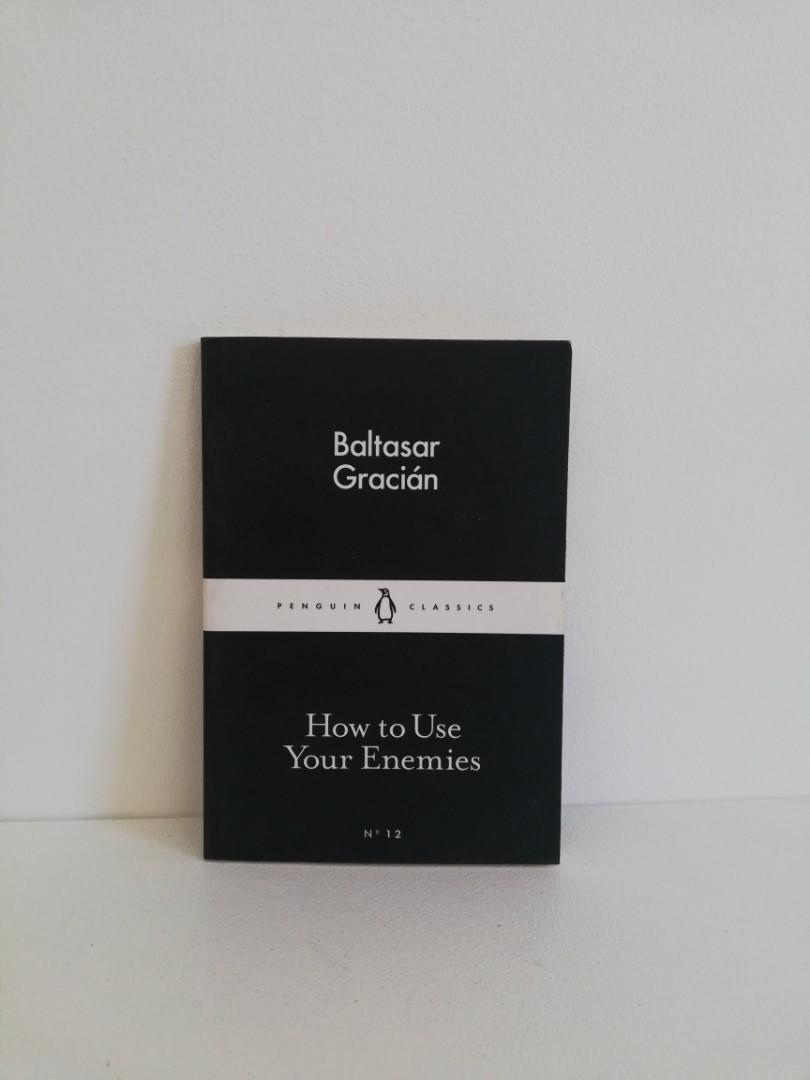 Baltasar
Gracián
PENGUIN CLASSICS
How to Use
Your Enemies
Nº 12